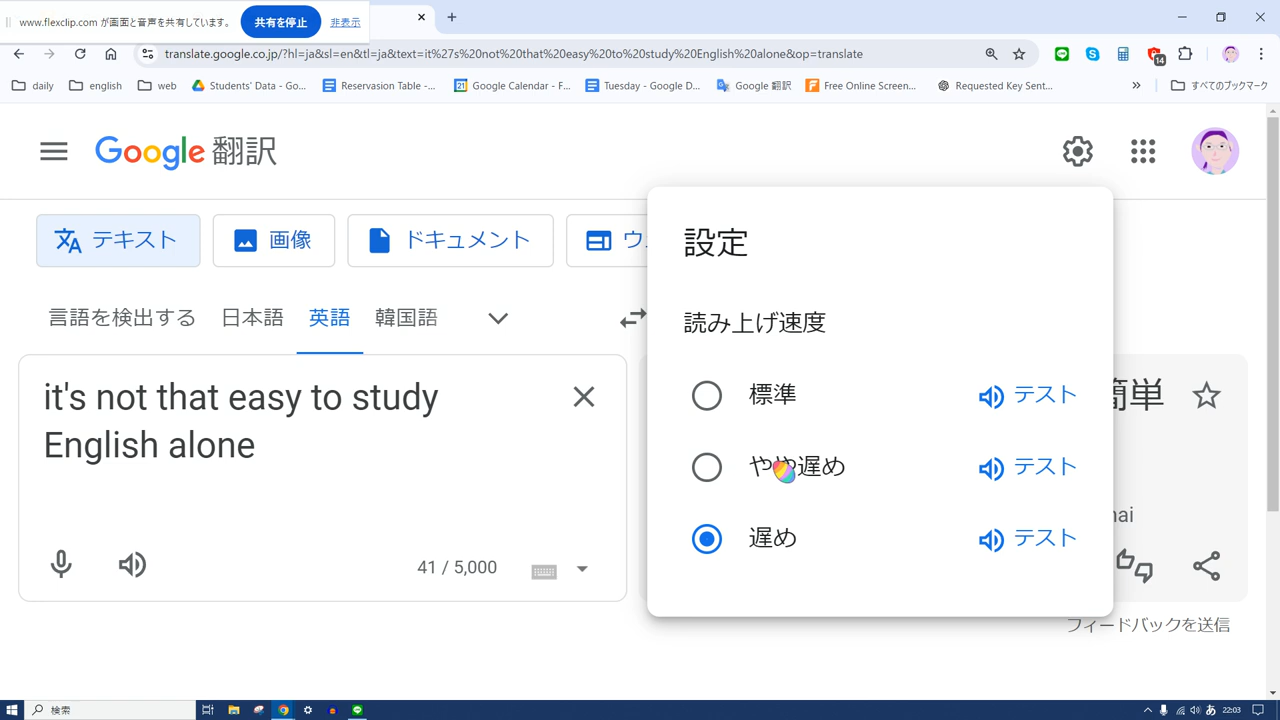 www.flexclip.com が画面と音声を共有しています。 共有を停止 非表示
translate.google.co.jp/?hl=ja&sl=en&tl=ja&text=it%27s%20not%20that%20easy%20to%20study%20English%20alone&op=translate
14
daily english web Students' Data - Go... Reservasion Table -... Google Calendar - F... Tuesday - Google D... Google 翻訳 Free Online Screen... Requested Key Sent... » すべてのブックマーク
Google 翻訳
テキスト 画像 ドキュメント
設定
言語を検出する 日本語 英語 韓国語
読み上げ速度
it's not that easy to study
English alone
標準 テスト
簡単
やや遅め テスト
nai
遅め テスト
41 / 5,000
フィードバックを送信
検索 あ 22:03